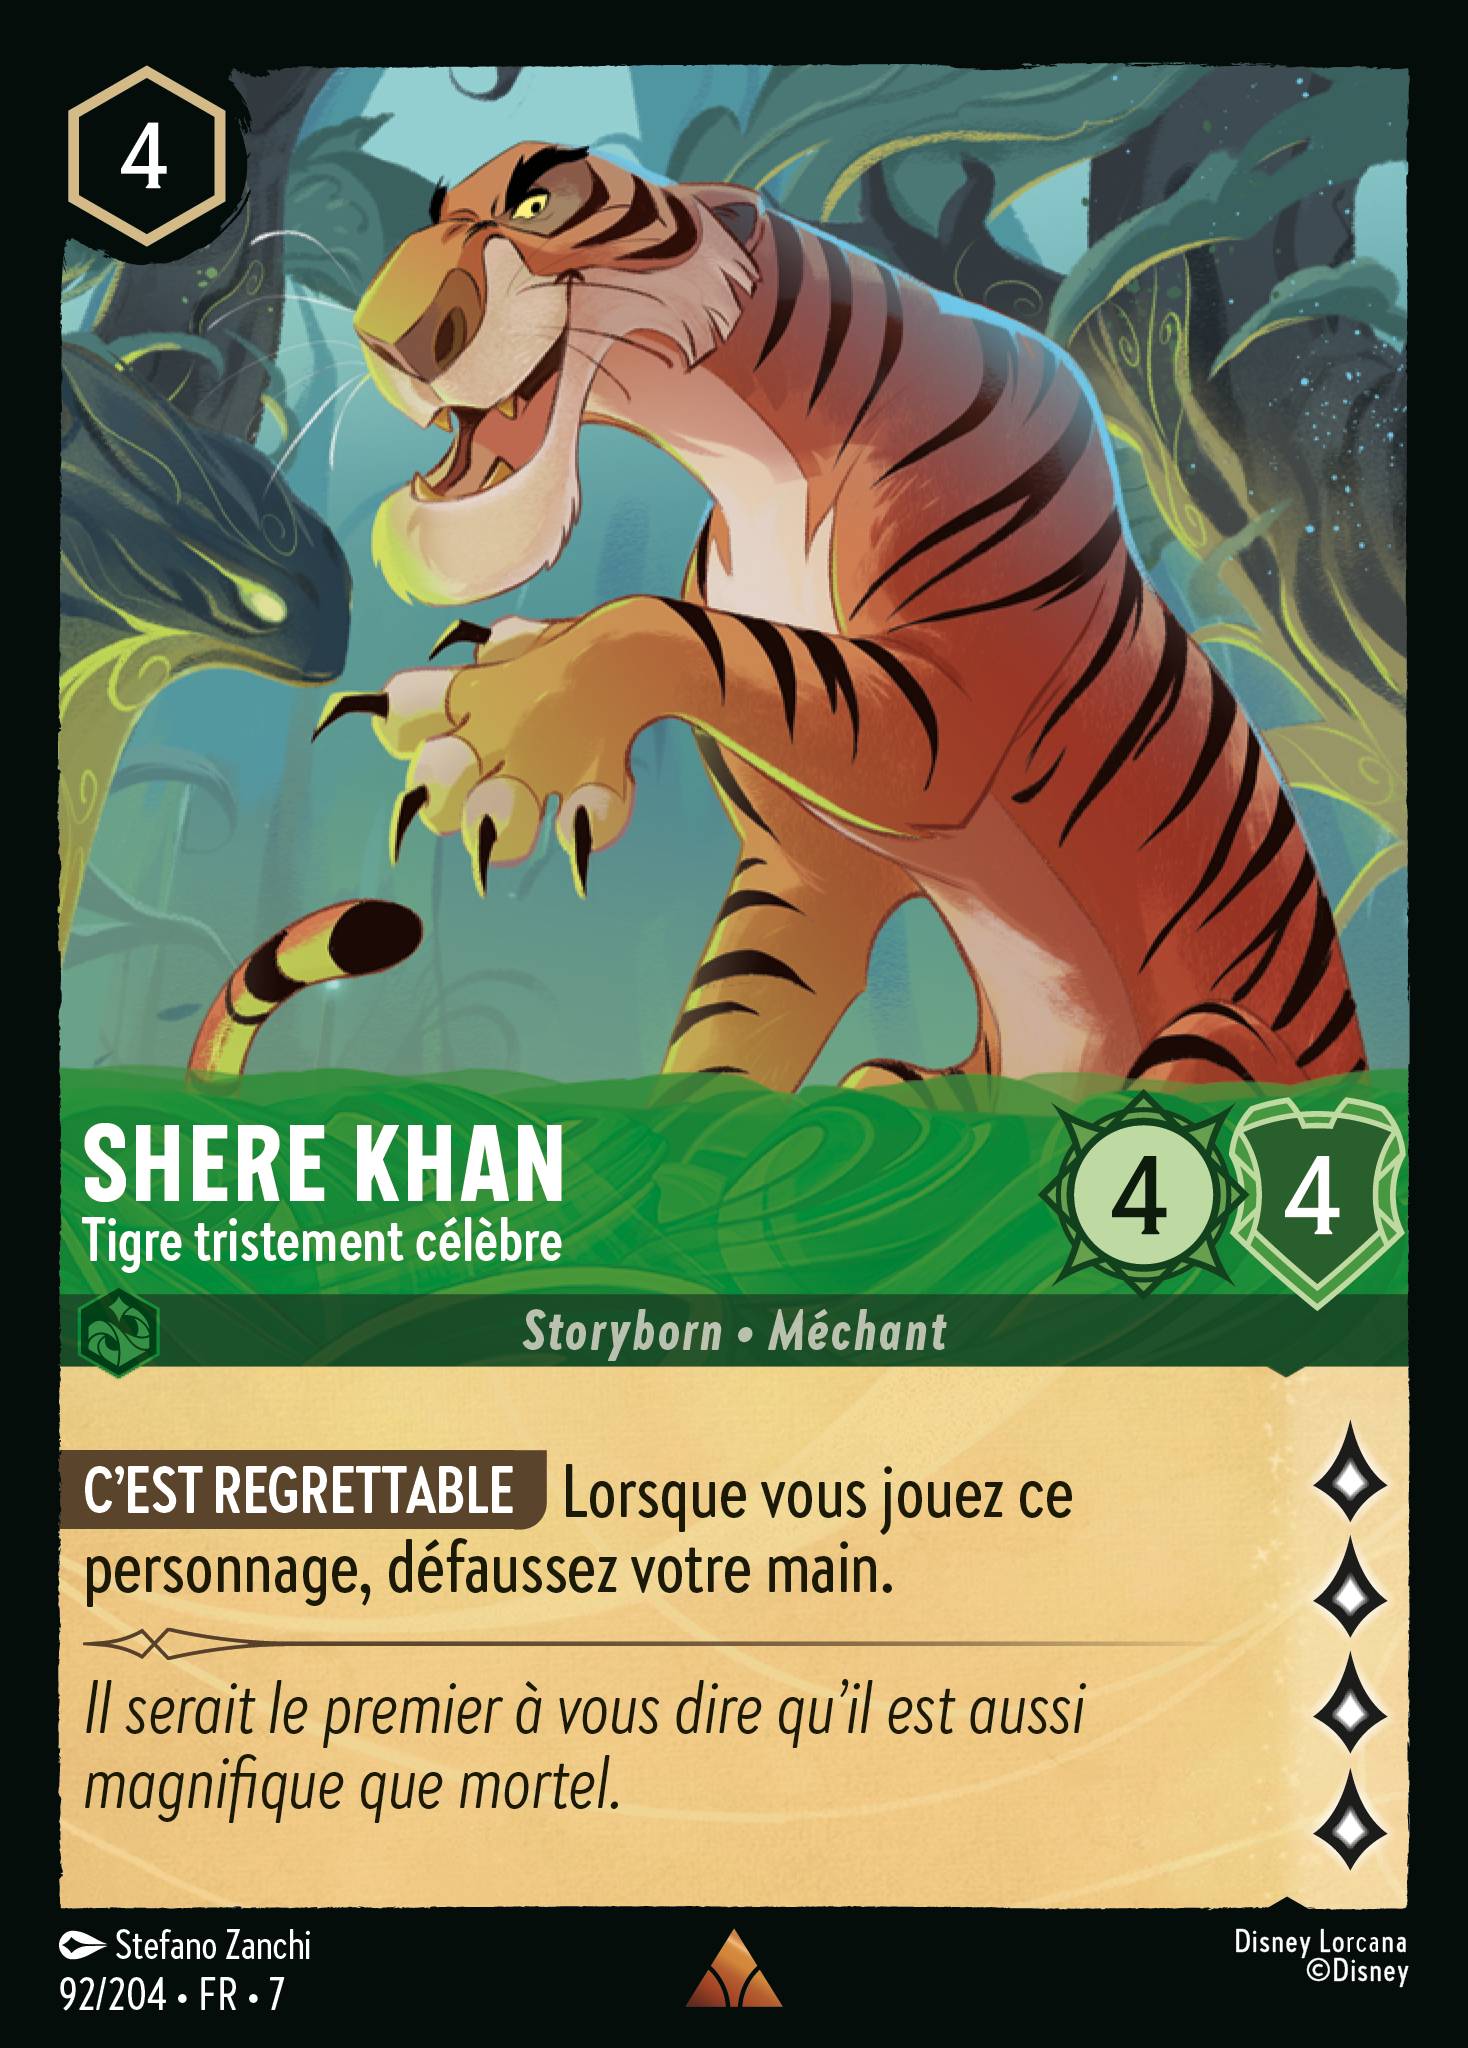 4
SHERE KHAN
Tigre tristement célèbre
4
4
Storyborn • Méchant
C’EST REGRETTABLE Lorsque vous jouez ce
personnage, défaussez votre main.
Il serait le premier à vous dire qu’il est aussi
magnifique que mortel.
Stefano Zanchi
92/204 • FR • 7
Disney Lorcana
©Disney